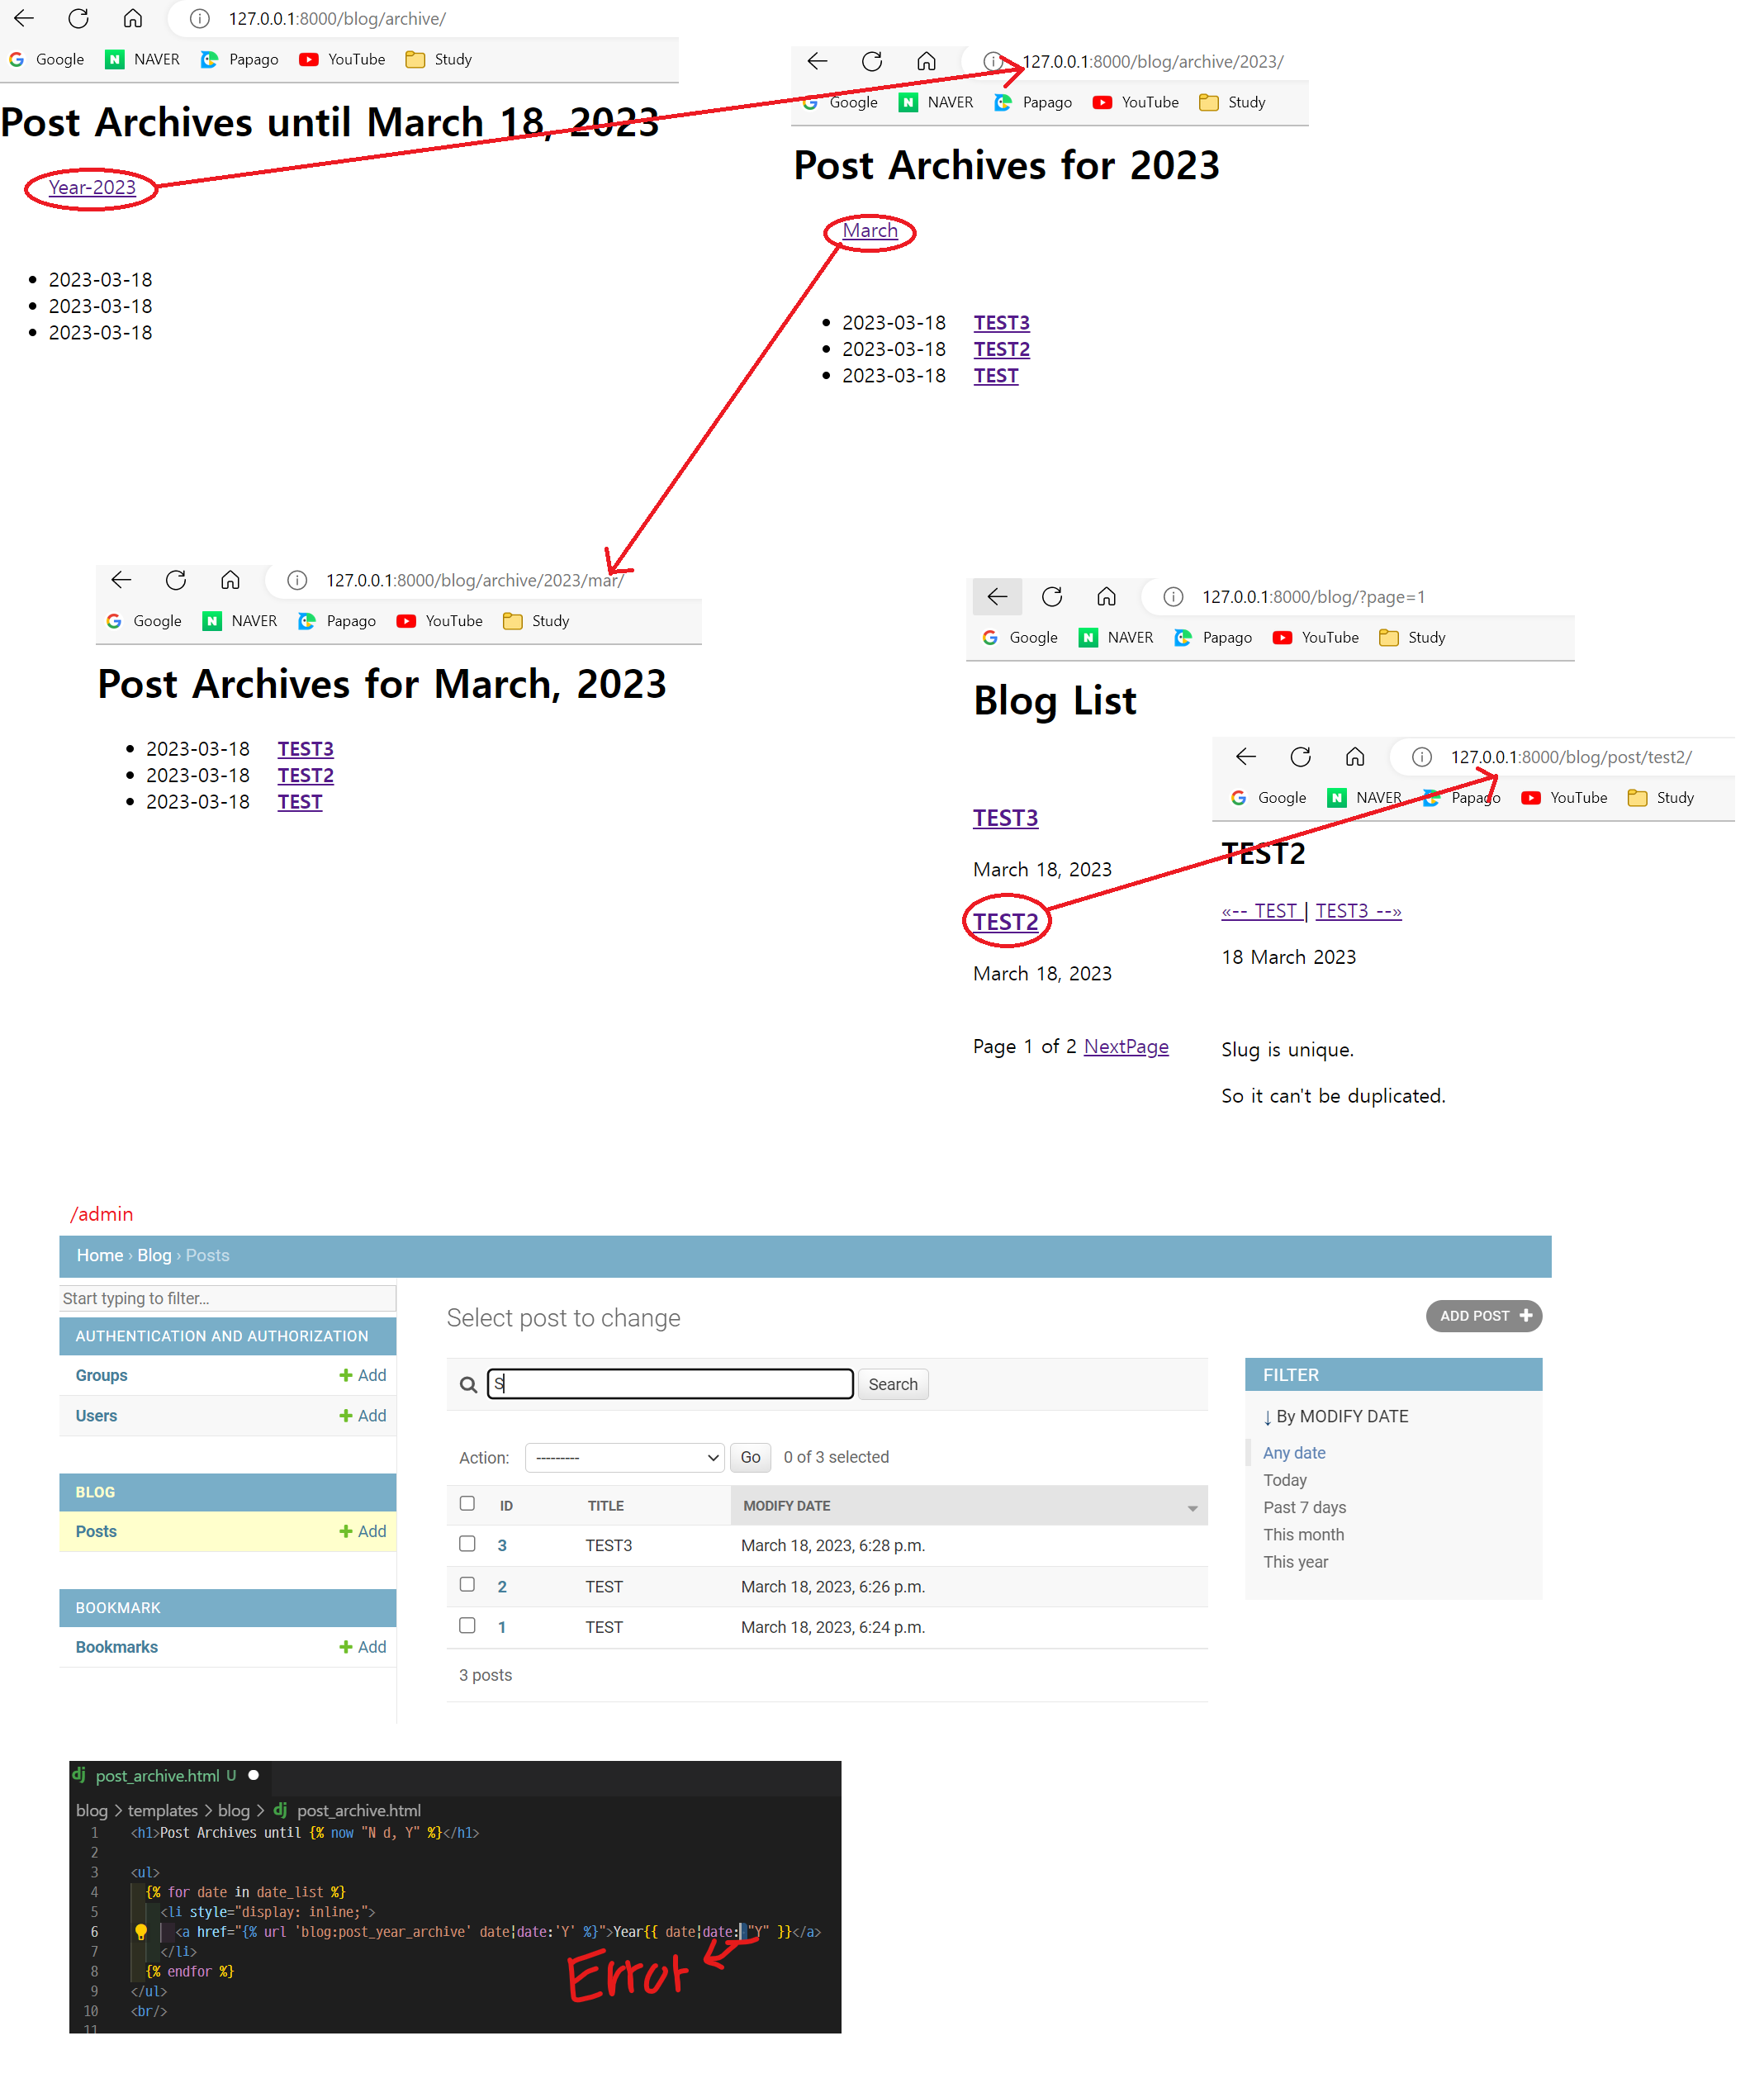 127.0.0.1:8000/blog/archive/
Google NAVER Papago YouTube Study
Post Archives until March 18, 2023
Year-2023
2023-03-18
2023-03-18
2023-03-18
127.0.0.1:8000/blog/archive/2023/
Google NAVER Papago YouTube Study
Post Archives for 2023
March
2023-03-18 TEST3
2023-03-18 TEST2
2023-03-18 TEST
127.0.0.1:8000/blog/archive/2023/mar/
Google NAVER Papago YouTube Study
Post Archives for March, 2023
2023-03-18 TEST3
2023-03-18 TEST2
2023-03-18 TEST
127.0.0.1:8000/blog/?page=1
Google NAVER Papago YouTube Study
Blog List
TEST3
March 18, 2023
TEST2
March 18, 2023
Page 1 of 2 NextPage
127.0.0.1:8000/blog/post/test2/
Google NAVER Papago YouTube Study
TEST2
«-- TEST | TEST3 --»
18 March 2023
Slug is unique.
So it can't be duplicated.
/admin
Home › Blog › Posts
Start typing to filter...
AUTHENTICATION AND AUTHORIZATION
Groups + Add
Users + Add
BLOG
Posts + Add
BOOKMARK
Bookmarks + Add
Select post to change
ADD POST +
S
Search
Action: --------- Go 0 of 3 selected
ID TITLE MODIFY DATE
3 TEST3 March 18, 2023, 6:28 p.m.
2 TEST March 18, 2023, 6:26 p.m.
1 TEST March 18, 2023, 6:24 p.m.
3 posts
FILTER
↓ By MODIFY DATE
Any date
Today
Past 7 days
This month
This year
dj post_archive.html U ●
blog > templates > blog > dj post_archive.html
1 <h1>Post Archives until {% now "N d, Y" %}</h1>
2
3 <ul>
4 {% for date in date_list %}
5 <li style="display: inline;">
6 <a href="{% url 'blog:post_year_archive' date|date:'Y' %}">Year{{ date|date: "Y" }}</a>
7 </li>
8 {% endfor %}
9 </ul>
10 <br/>
11
Error